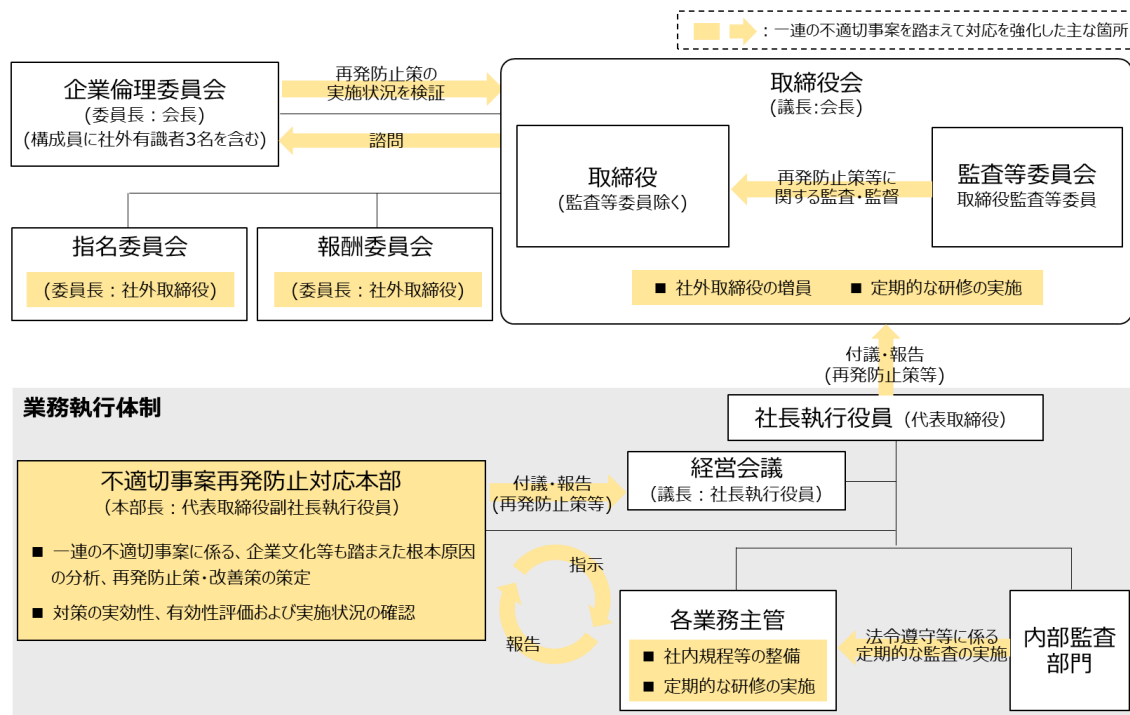 ：一連の不適切事案を踏まえて対応を強化した主な箇所
企業倫理委員会
(委員長：会長)
(構成員に社外有識者3名を含む)
再発防止策の
実施状況を検証
諮問
取締役会
(議長:会長)
取締役
(監査等委員除く)
再発防止策等に
関する監査・監督
監査等委員会
取締役監査等委員
指名委員会
(委員長：社外取締役)
報酬委員会
(委員長：社外取締役)
■ 社外取締役の増員 ■ 定期的な研修の実施
付議・報告
(再発防止策等)
業務執行体制
社長執行役員 (代表取締役)
不適切事案再発防止対応本部
(本部長：代表取締役副社長執行役員)
■ 一連の不適切事案に係る、企業文化等も踏まえた根本原因
の分析、再発防止策・改善策の策定
■ 対策の実効性、有効性評価および実施状況の確認
付議・報告
(再発防止策等)
経営会議
(議長：社長執行役員)
指示
報告
各業務主管
■ 社内規程等の整備
■ 定期的な研修の実施
法令遵守等に係る
定期的な監査の実施
内部監査
部門